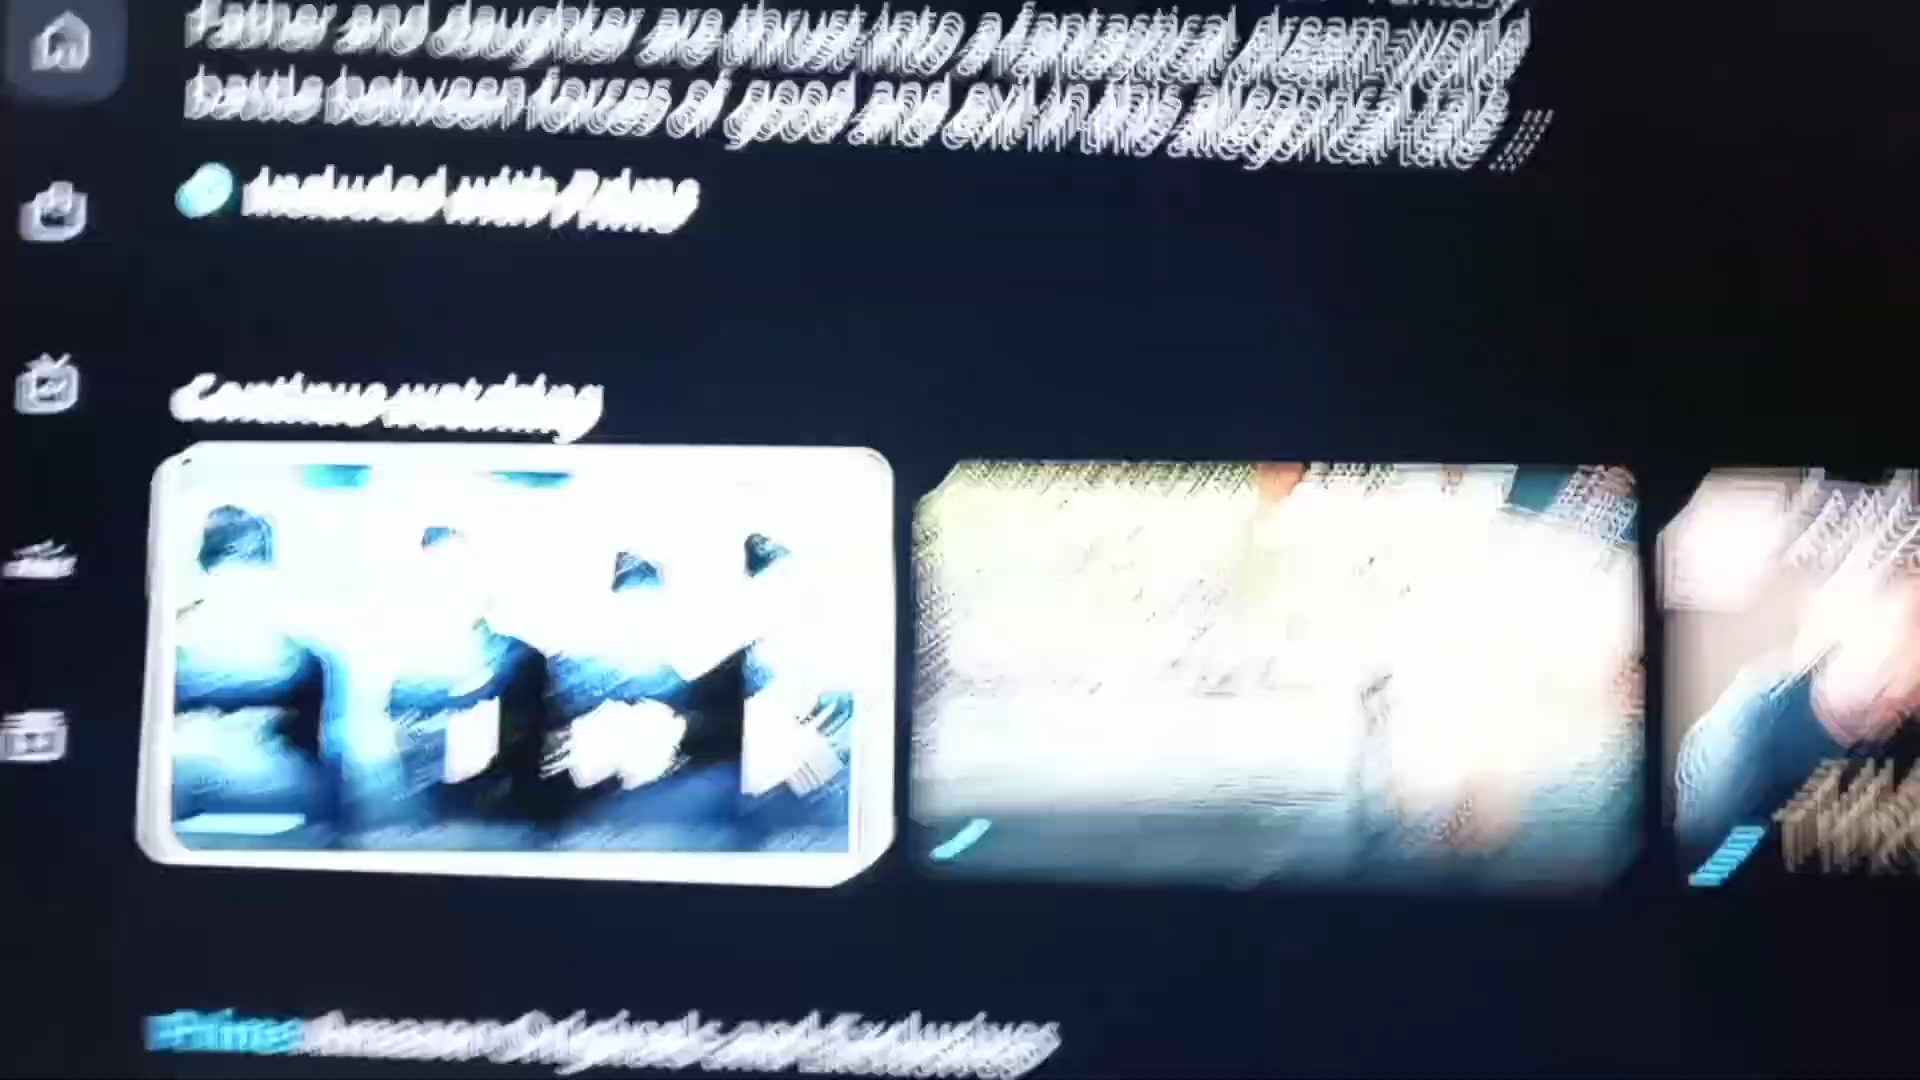 Fantasy
Father and daughter are thrust into a fantastical dream-world
battle between forces of good and evil in this allegorical tale
Included with Prime
Continue watching
Prime Amazon Originals and Exclusives